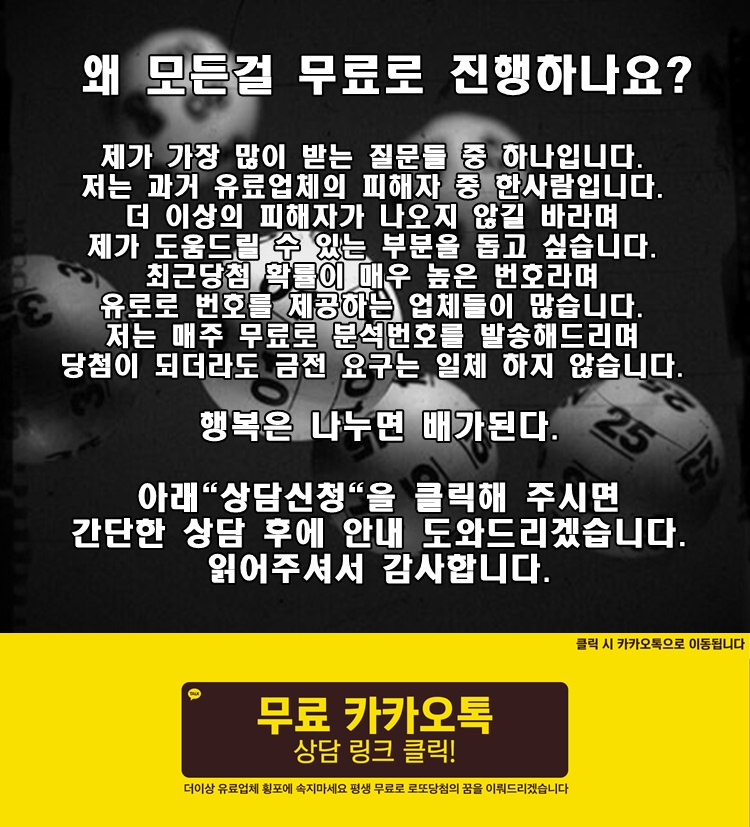 왜 모든걸 무료로 진행하나요?
제가 가장 많이 받는 질문들 중 하나입니다.
저는 과거 유료업체의 피해자 중 한사람입니다.
더 이상의 피해자가 나오지 않길 바라며
제가 도움드릴 수 있는 부분을 돕고 싶습니다.
최근당첨 확률이 매우 높은 번호라며
유로로 번호를 제공하는 업체들이 많습니다.
저는 매주 무료로 분석번호를 발송해드리며
당첨이 되더라도 금전 요구는 일체 하지 않습니다.
행복은 나누면 배가된다.
아래“상담신청“을 클릭해 주시면
간단한 상담 후에 안내 도와드리겠습니다.
읽어주셔서 감사합니다.
클릭 시 카카오톡으로 이동됩니다
TALK
무료 카카오톡
상담 링크 클릭!
더이상 유료업체 횡포에 속지마세요 평생 무료로 로또당첨의 꿈을 이뤄드리겠습니다
25
25
25